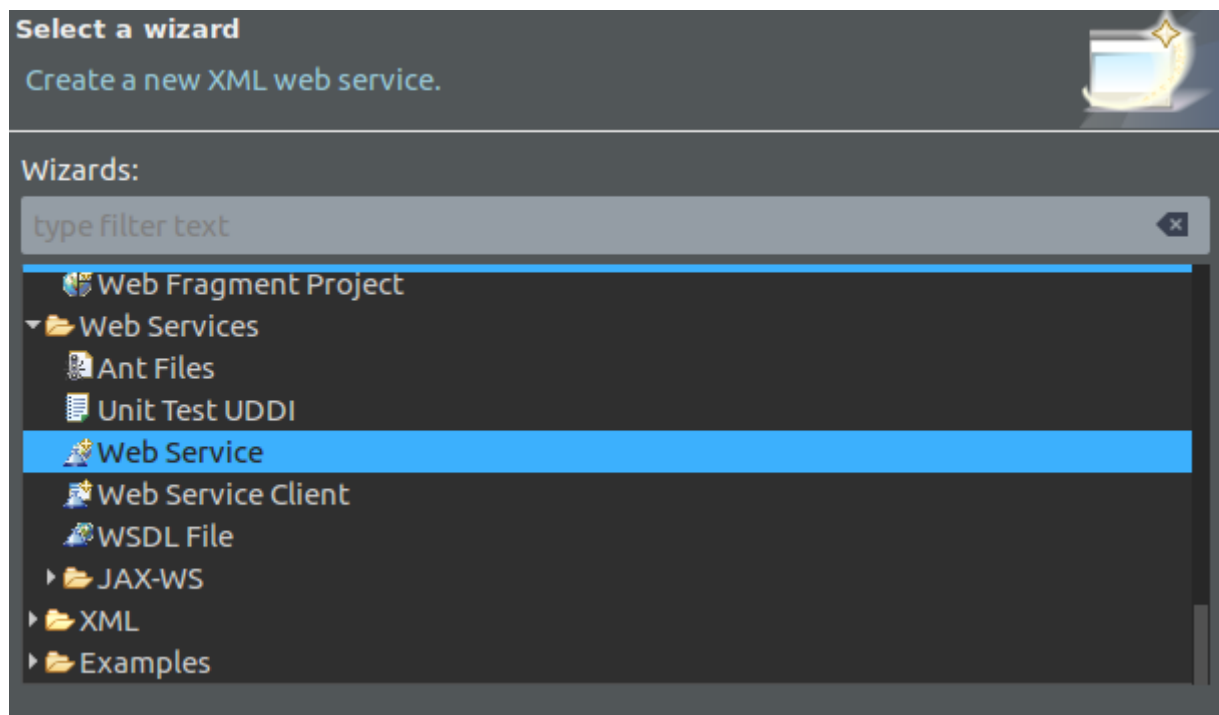 Select a wizard
Create a new XML web service.
Wizards:
type filter text
Web Fragment Project
Web Services
Ant Files
Unit Test UDDI
Web Service
Web Service Client
WSDL File
JAX-WS
XML
Examples